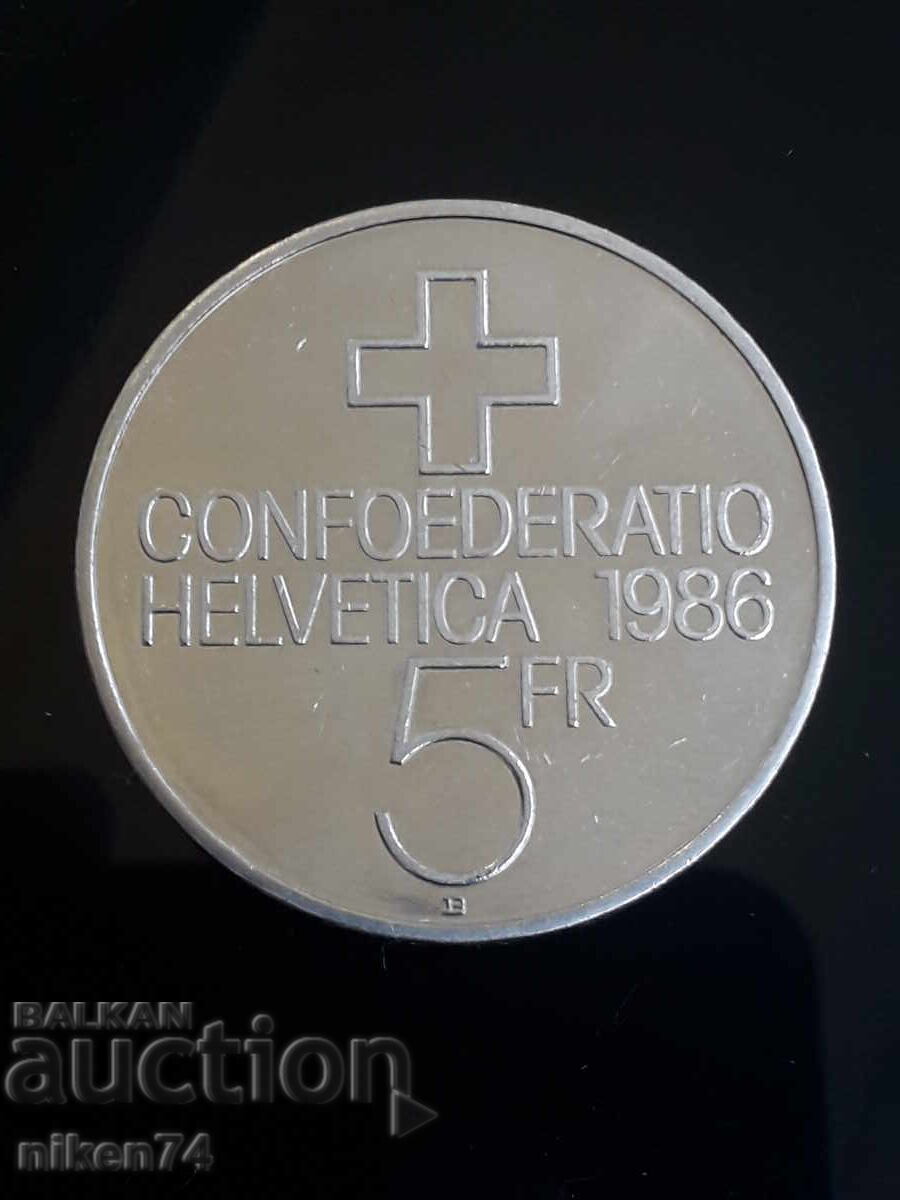 CONFOEDERATIO
HELVETICA 1986
5 FR
B
BALKAN
auction
niken74